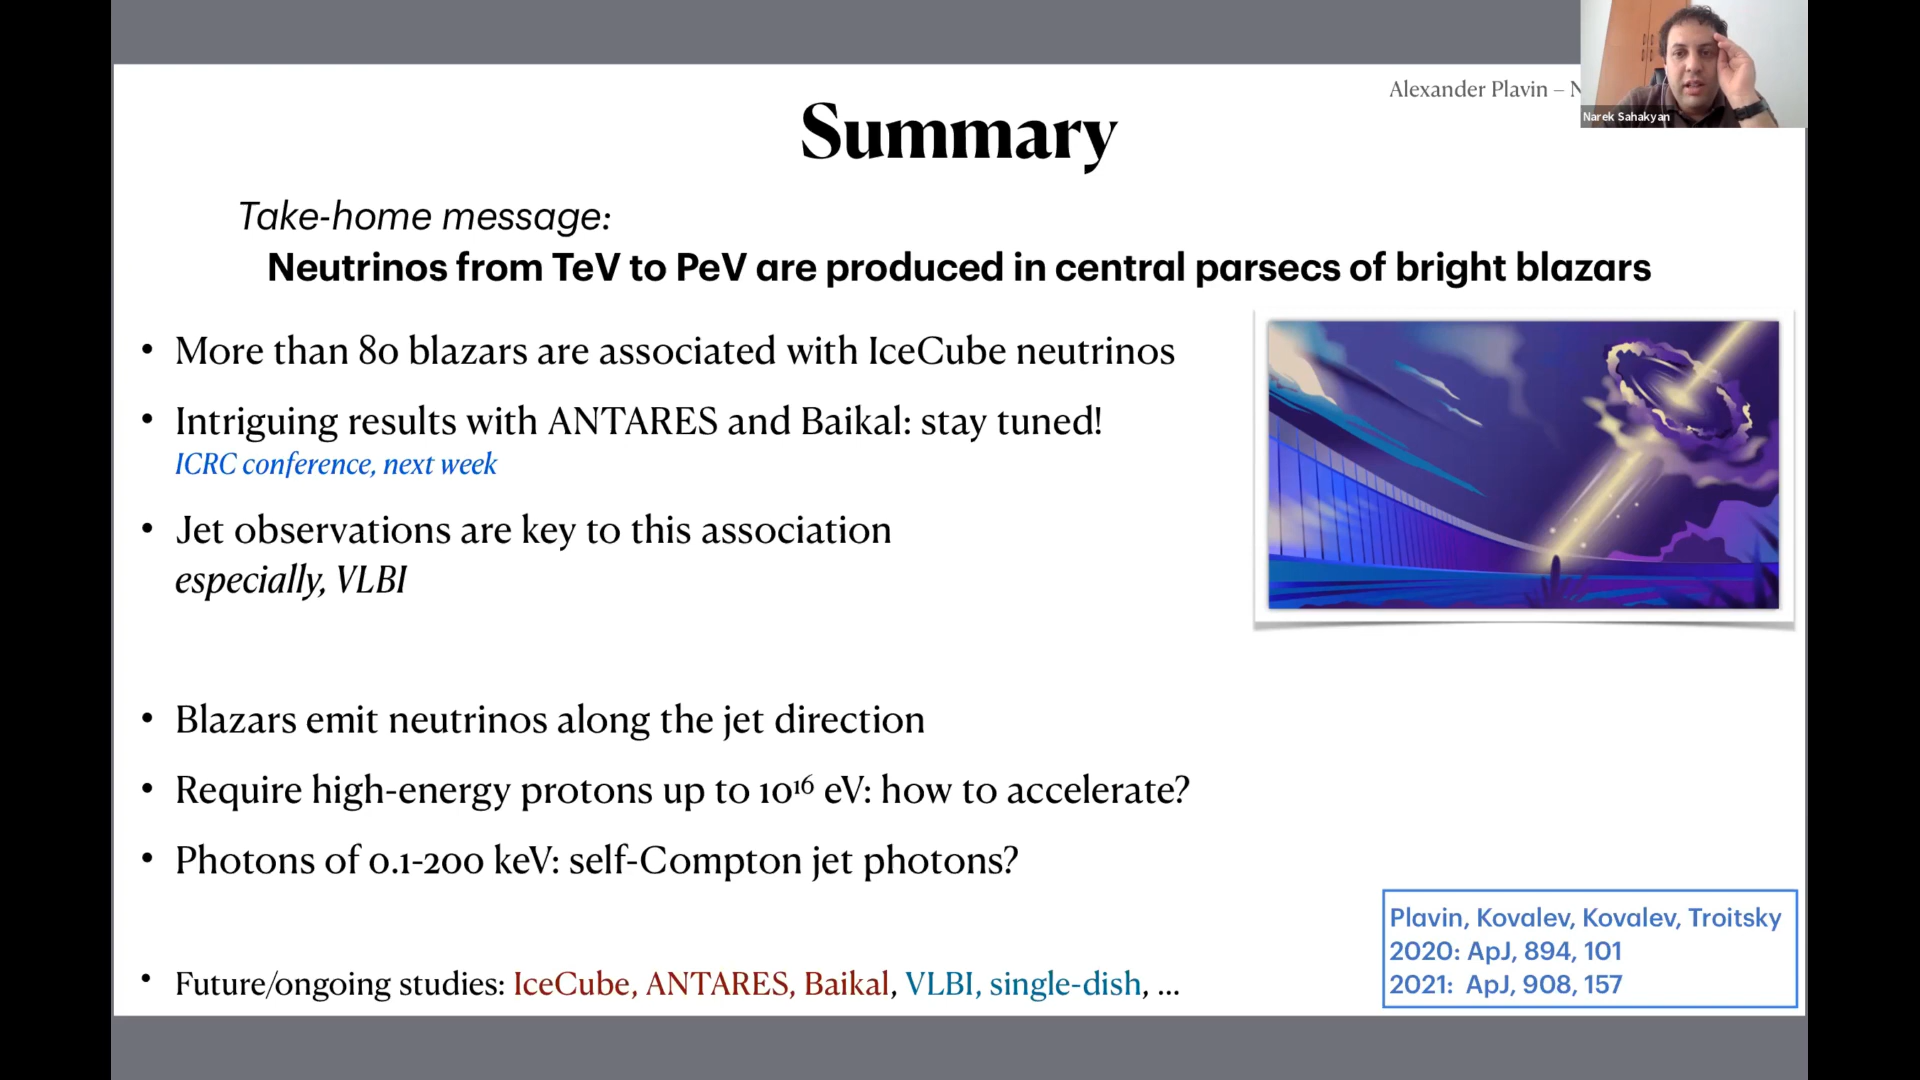 Alexander Plavin –
Narek Sahakyan
Summary
Take-home message:
Neutrinos from TeV to PeV are produced in central parsecs of bright blazars
• More than 80 blazars are associated with IceCube neutrinos
• Intriguing results with ANTARES and Baikal: stay tuned!
ICRC conference, next week
• Jet observations are key to this association
especially, VLBI
• Blazars emit neutrinos along the jet direction
• Require high-energy protons up to 10¹⁶ eV: how to accelerate?
• Photons of 0.1-200 keV: self-Compton jet photons?
• Future/ongoing studies: IceCube, ANTARES, Baikal, VLBI, single-dish, ...
Plavin, Kovalev, Kovalev, Troitsky
2020: ApJ, 894, 101
2021: ApJ, 908, 157